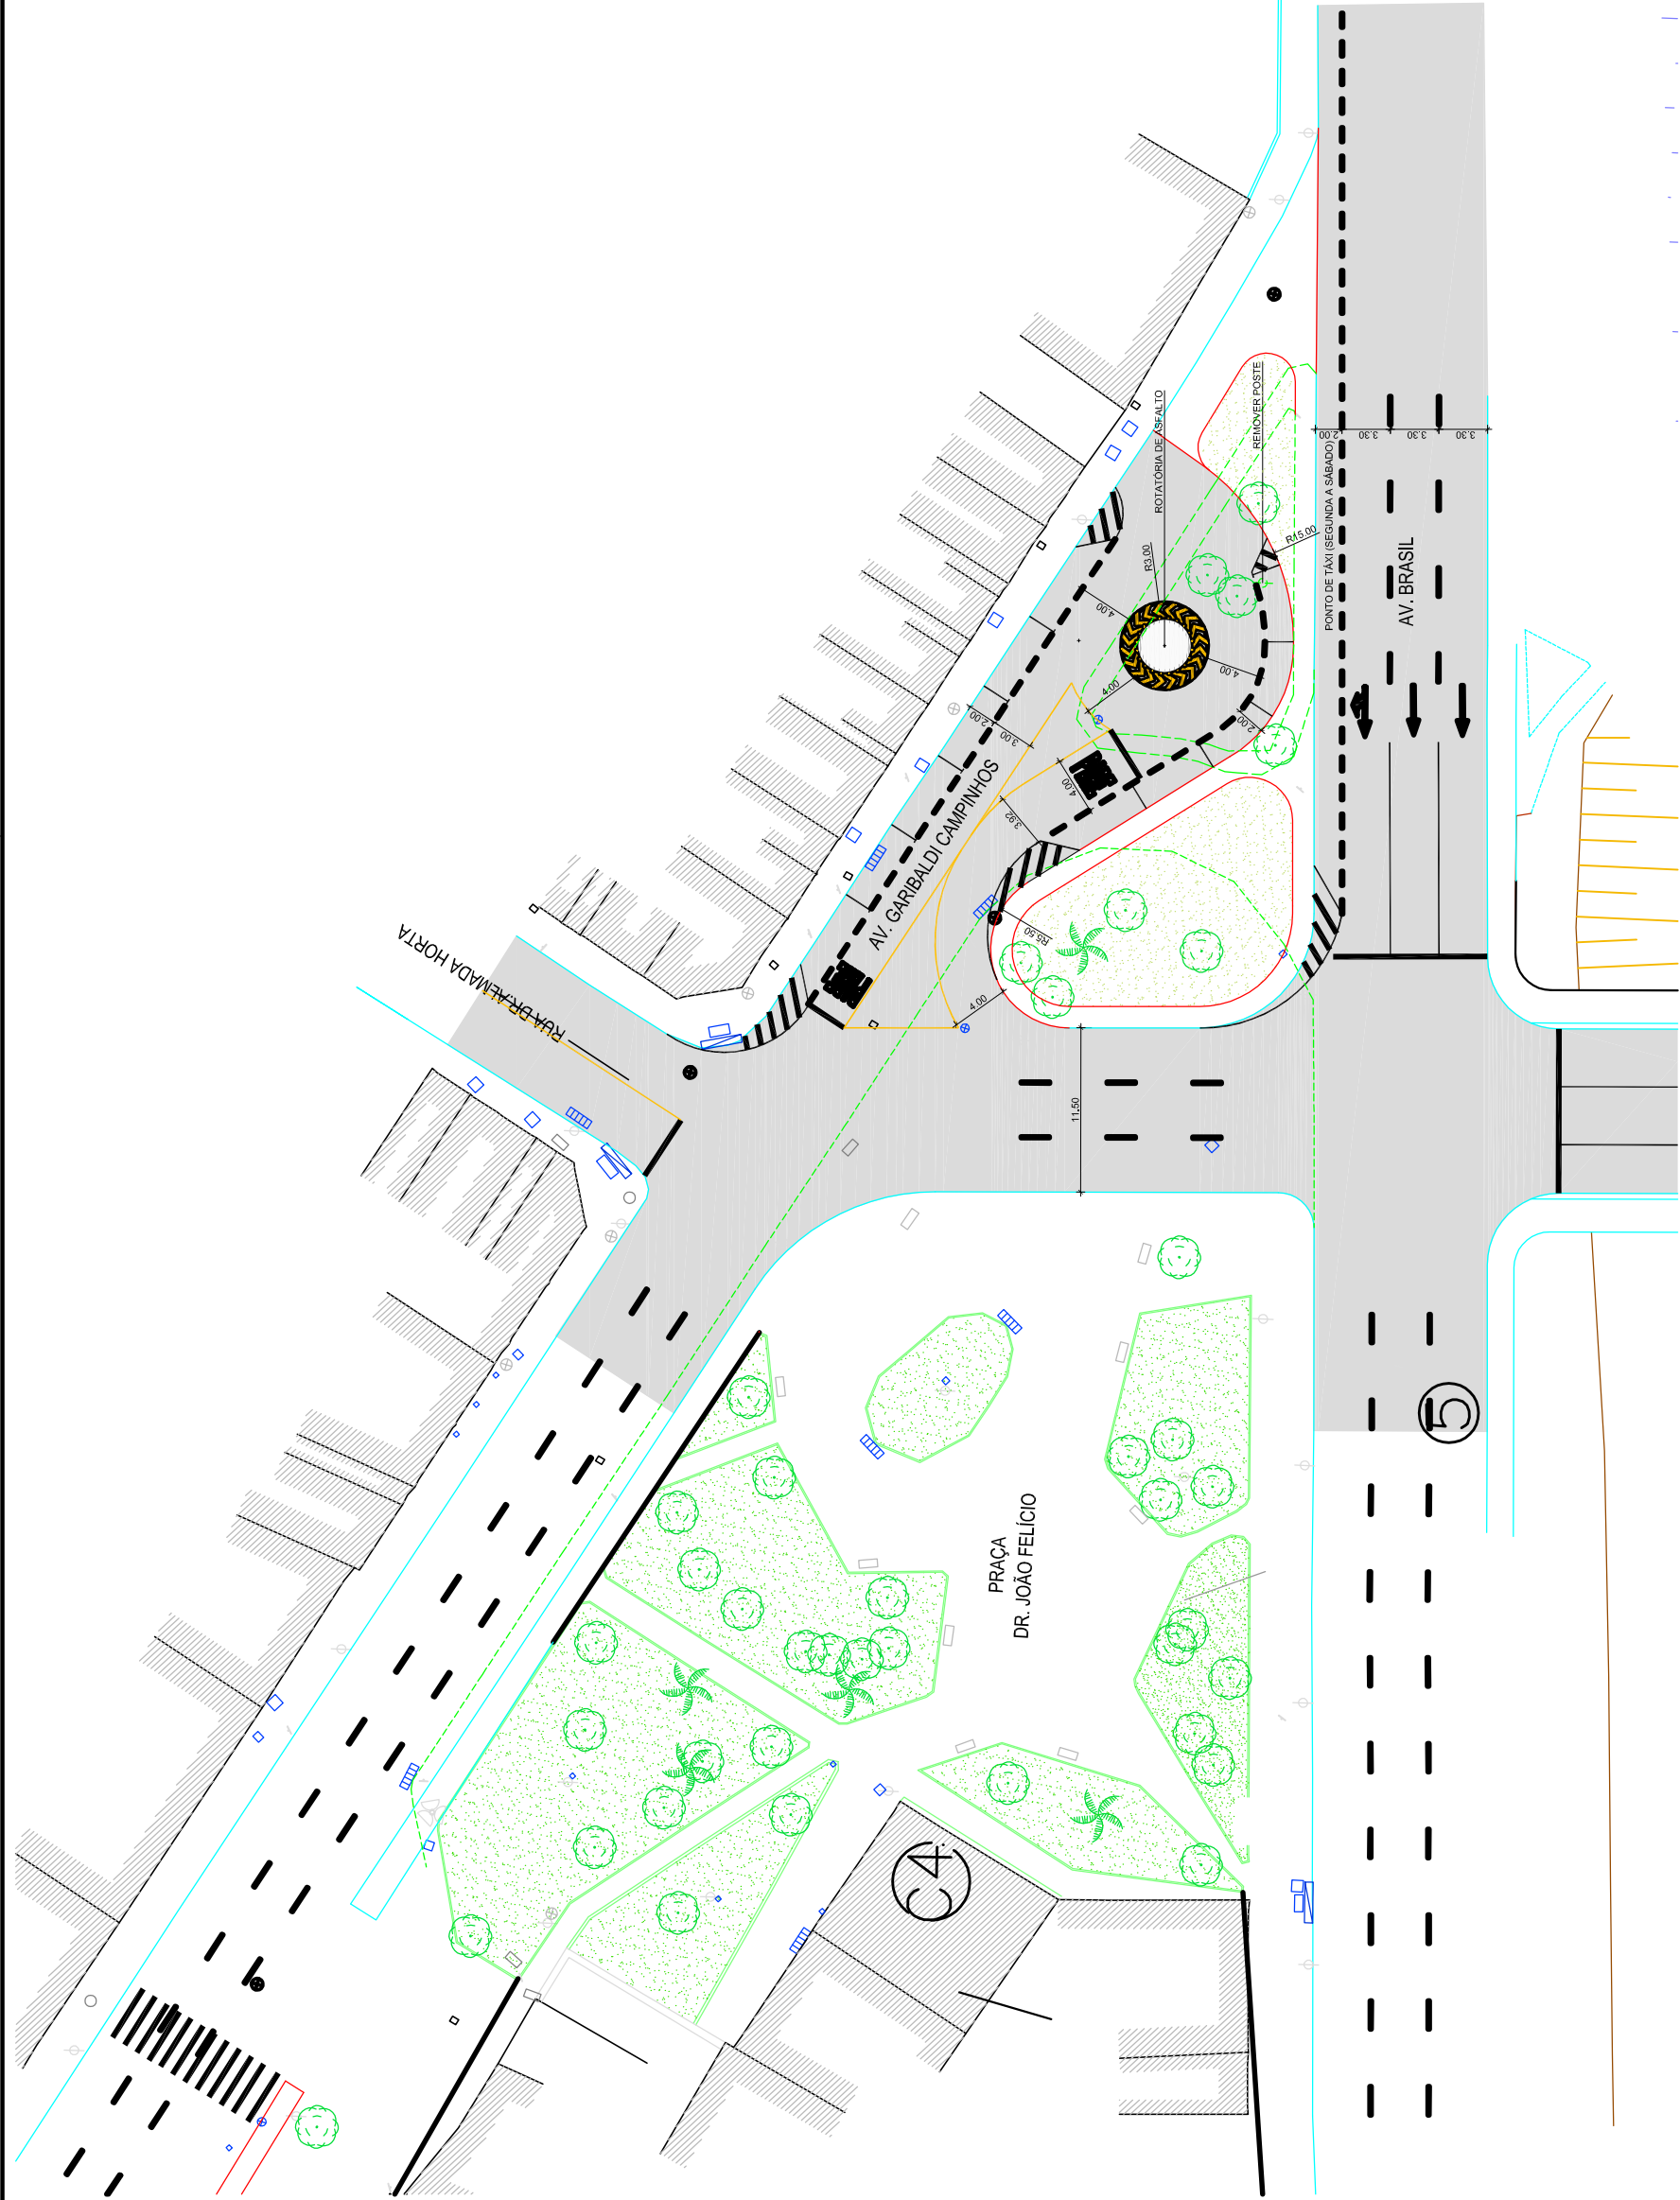 REMOVER POSTE
ROTATÓRIA DE ASFALTO
2.00
3.30
3.30
3.30
PONTO DE TÁXI (SEGUNDA A SÁBADO)
AV. BRASIL
R15.00
R3.00
4.00
4.00
4.00
2.00
2.00
3.00
4.00
3.92
AV. GARIBALDI CAMPINHOS
R5.50
4.00
RUA DR.ALMADA HORTA
11.50
5
PRAÇA
DR. JOÃO FELÍCIO
C4.